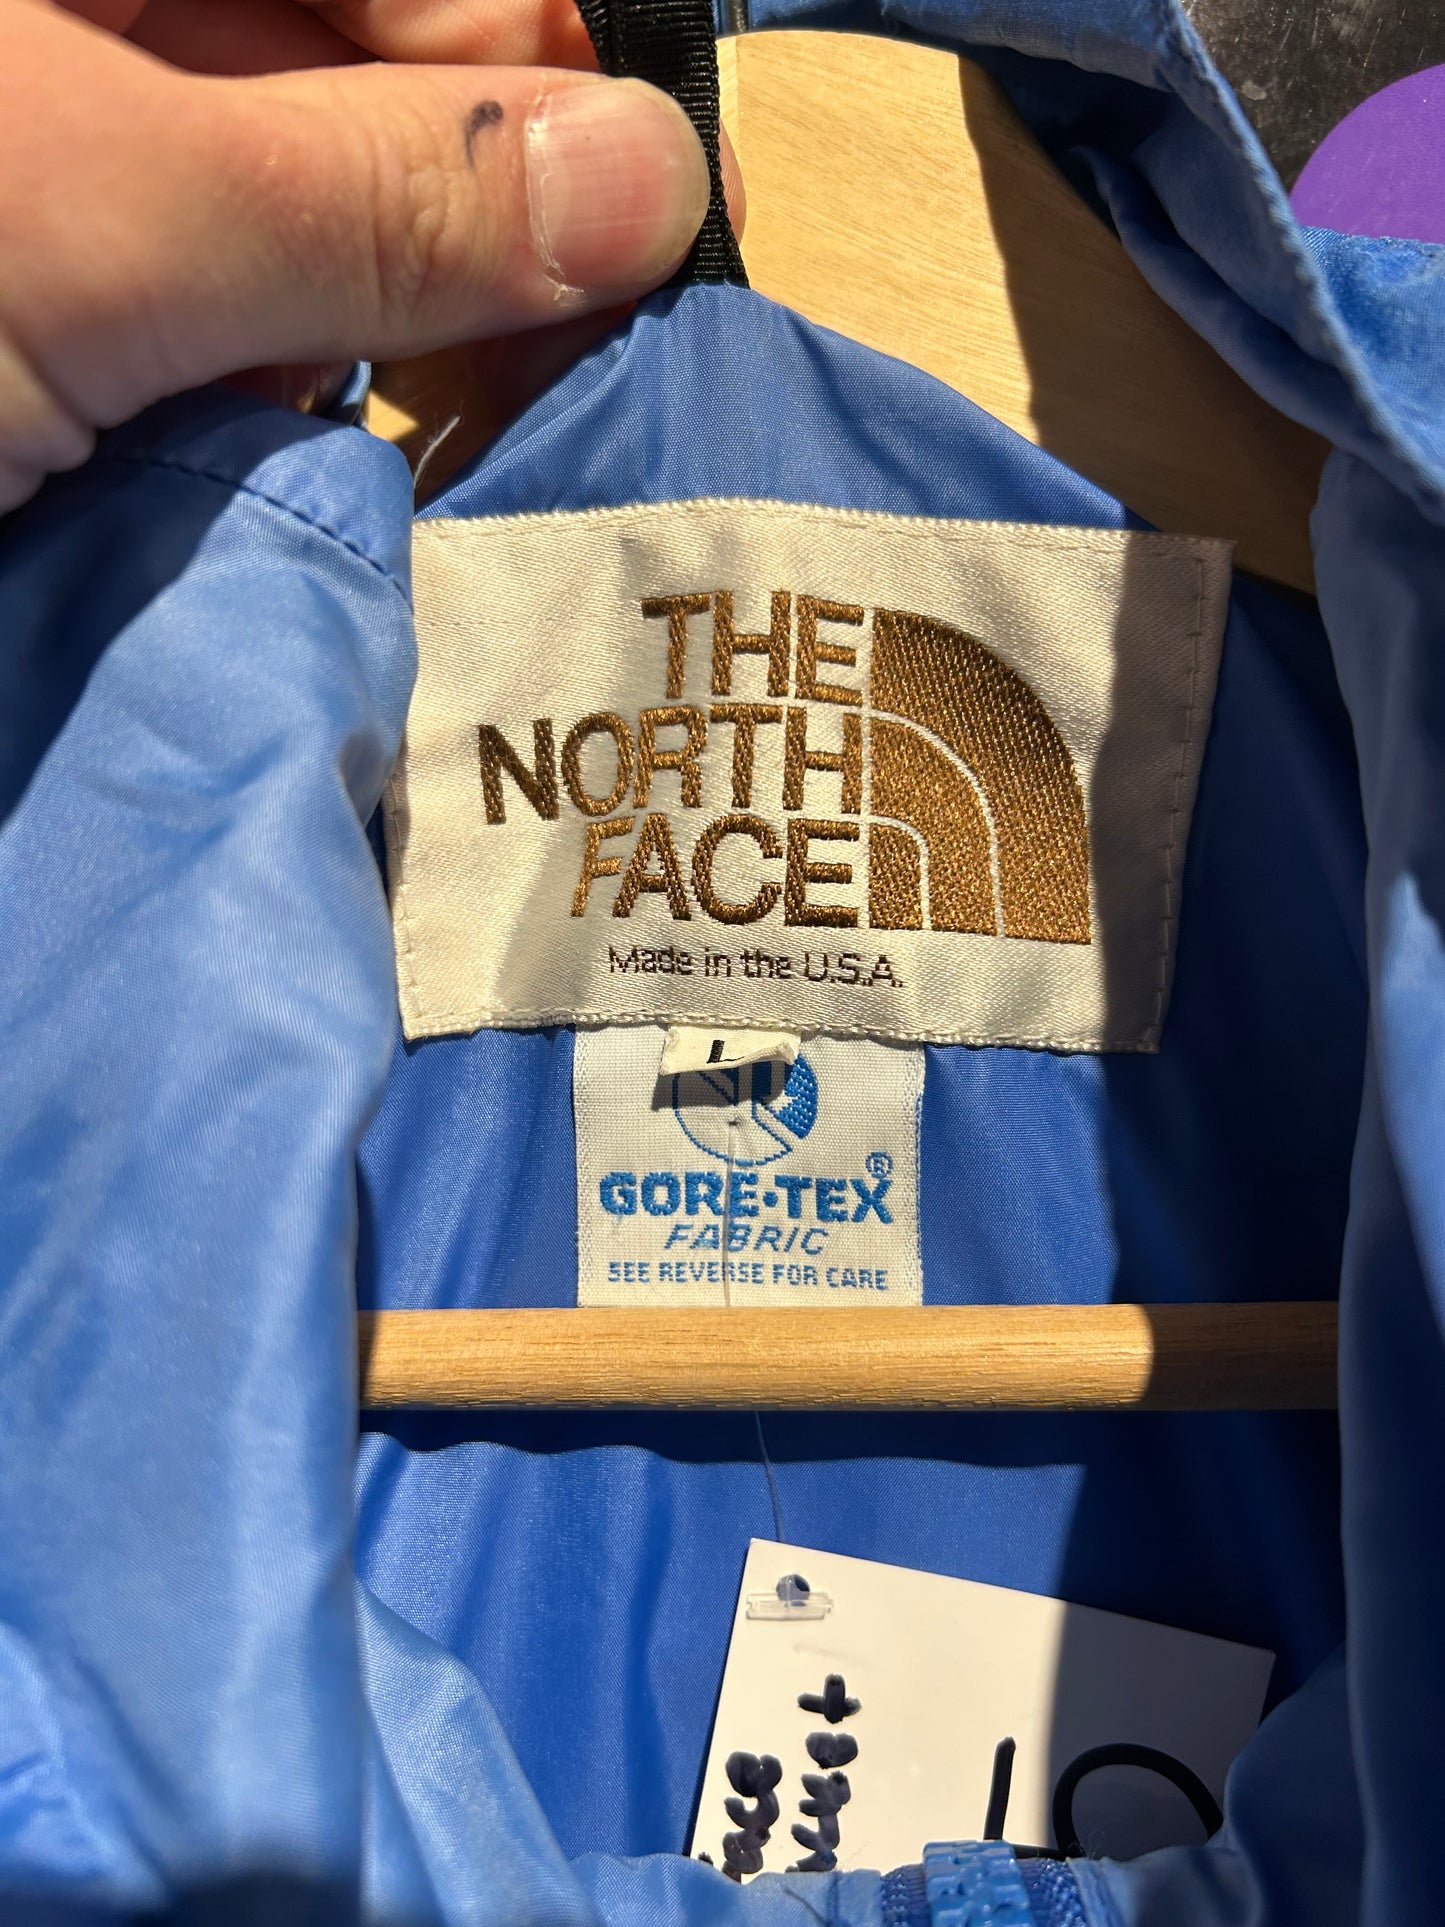 THE
NORTH
FACE
Made in the U.S.A.
L
GORE-TEX®
FABRIC
SEE REVERSE FOR CARE